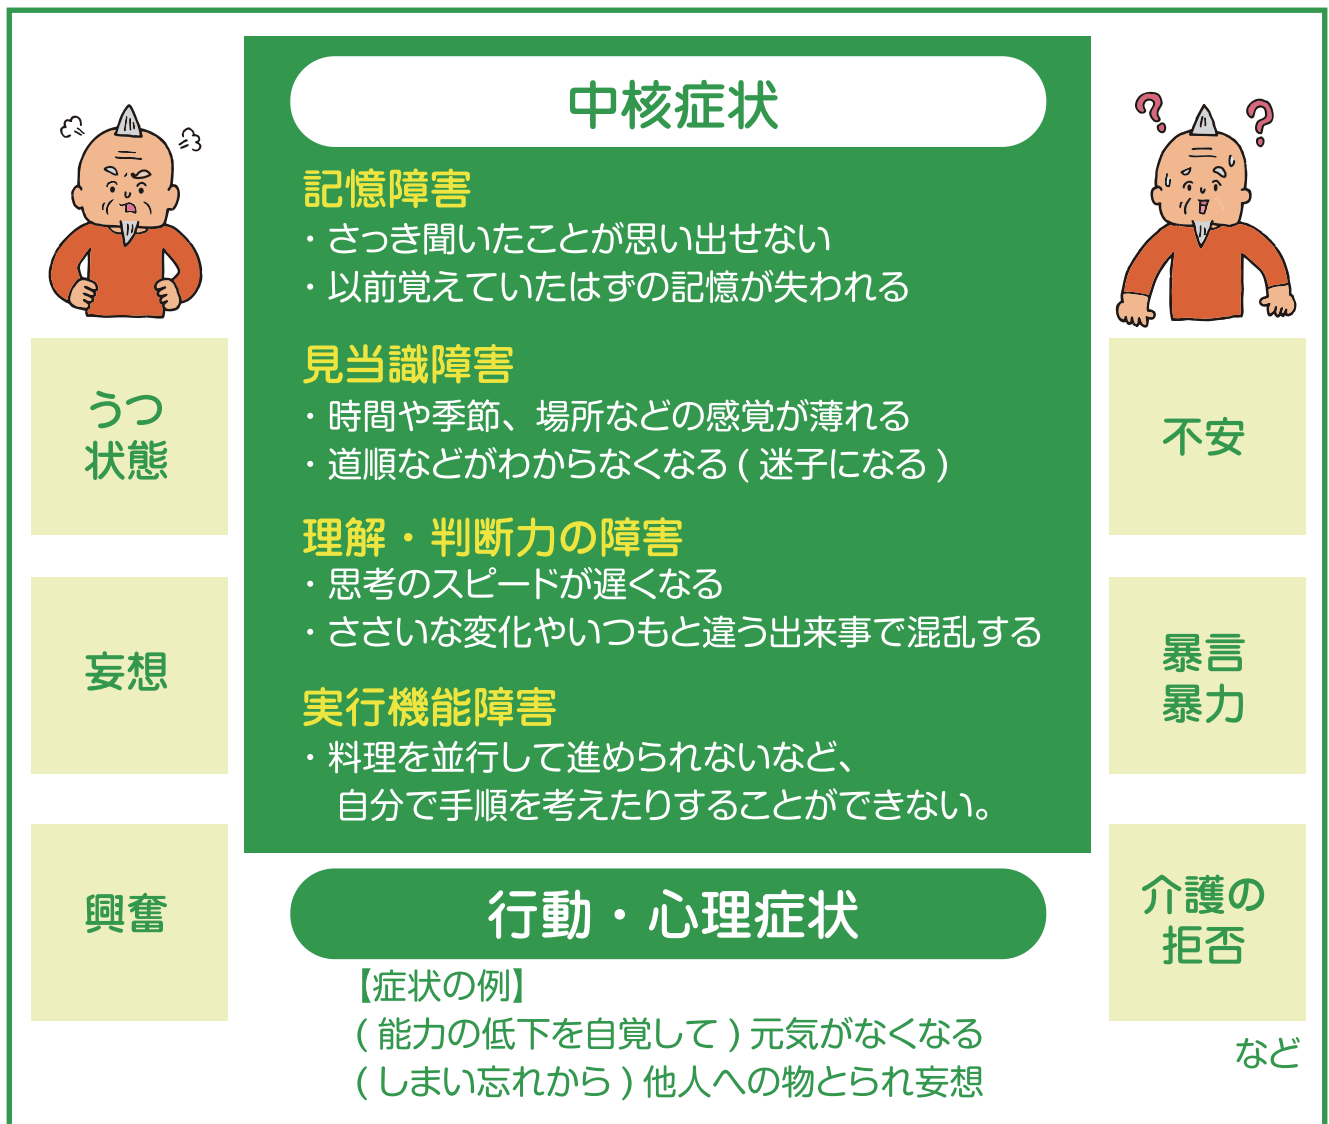 中核症状
記憶障害
・さっき聞いたことが思い出せない
・以前覚えていたはずの記憶が失われる
見当識障害
・時間や季節、場所などの感覚が薄れる
・道順などがわからなくなる(迷子になる)
理解・判断力の障害
・思考のスピードが遅くなる
・ささいな変化やいつもと違う出来事で混乱する
実行機能障害
・料理を並行して進められないなど、
自分で手順を考えたりすることができない。
うつ
状態
妄想
興奮
不安
暴言
暴力
介護の
拒否
など
行動・心理症状
【症状の例】
(能力の低下を自覚して)元気がなくなる
(しまい忘れから)他人への物とられ妄想
？
？